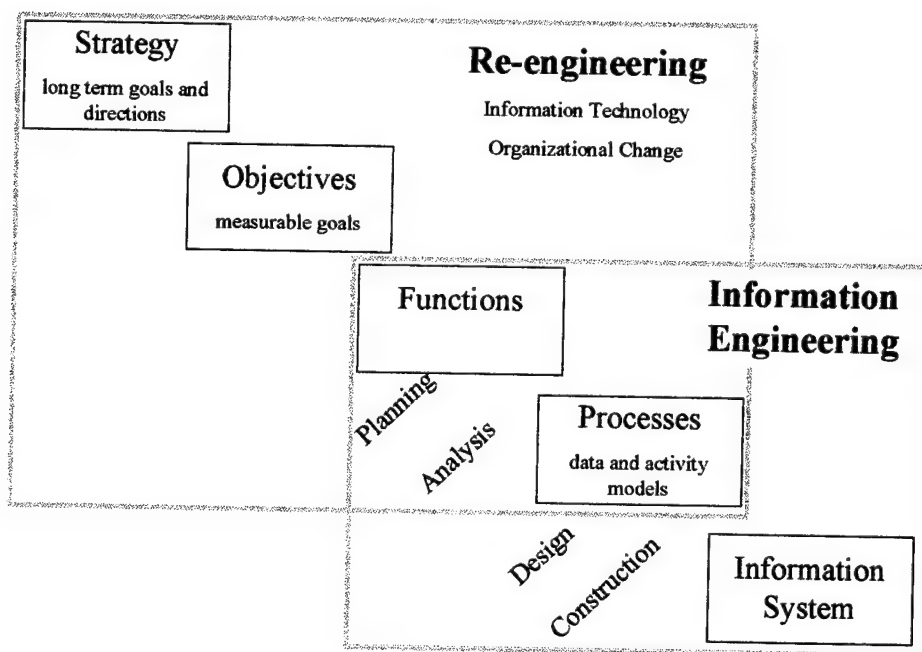 Strategy
long term goals and
directions
Re-engineering
Information Technology
Organizational Change
Objectives
measurable goals
Functions
Information
Engineering
Planning
Analysis
Processes
data and activity
models
Design
Construction
Information
System